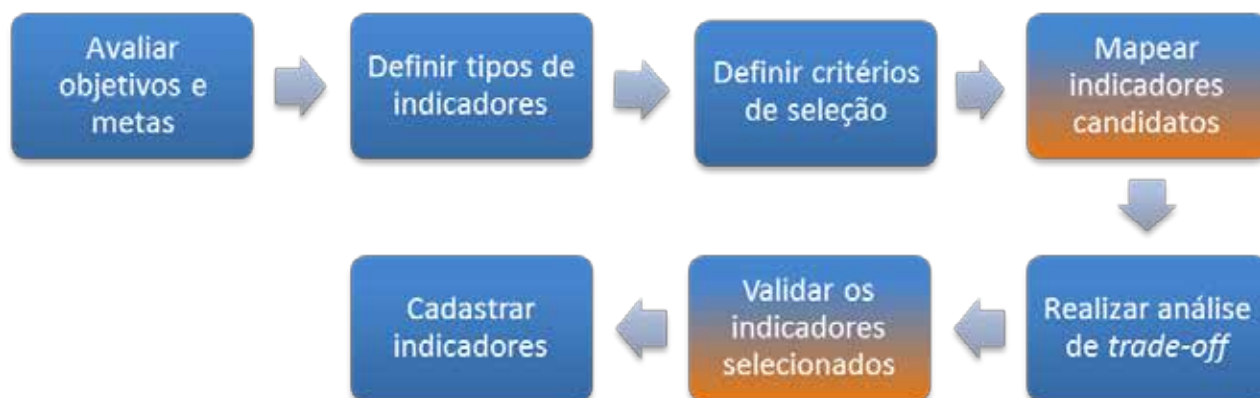 Avaliar
objetivos e
metas
Definir tipos de
indicadores
Definir critérios
de seleção
Mapear
indicadores
candidatos
Realizar análise
de trade-off
Validar os
indicadores
selecionados
Cadastrar
indicadores